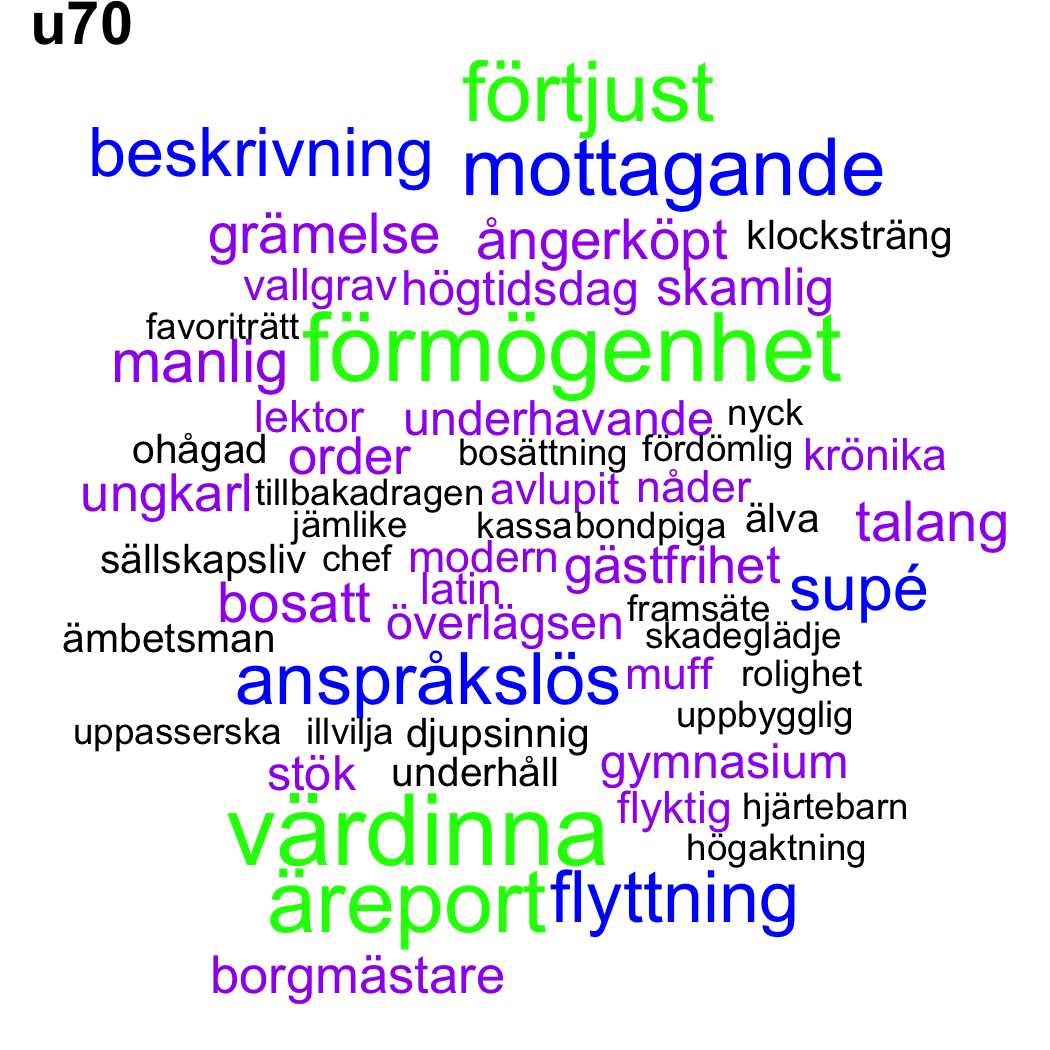 u70
förtjust
beskrivning mottagande
grämelse ångerköpt klocksträng
vallgrav högtidsdag skamlig
favoriträtt förmögenhet
manlig
lektor underhavande nyck
ohågad order bosättning fördömlig krönika
ungkarl tillbakadragen avlupit nåder
jämlike kassa bondpiga älva talang
sällskapsliv chef modern gästfrihet
bosatt latin framsäte supé
ämbetsman överlägsen skadeglädje
anspråkslös muff rolighet
uppasserska illvilja djupsinnig uppbygglig
stök underhåll gymnasium
värdinna flyktig hjärtebarn
högaktning
äreport flyttning
borgmästare